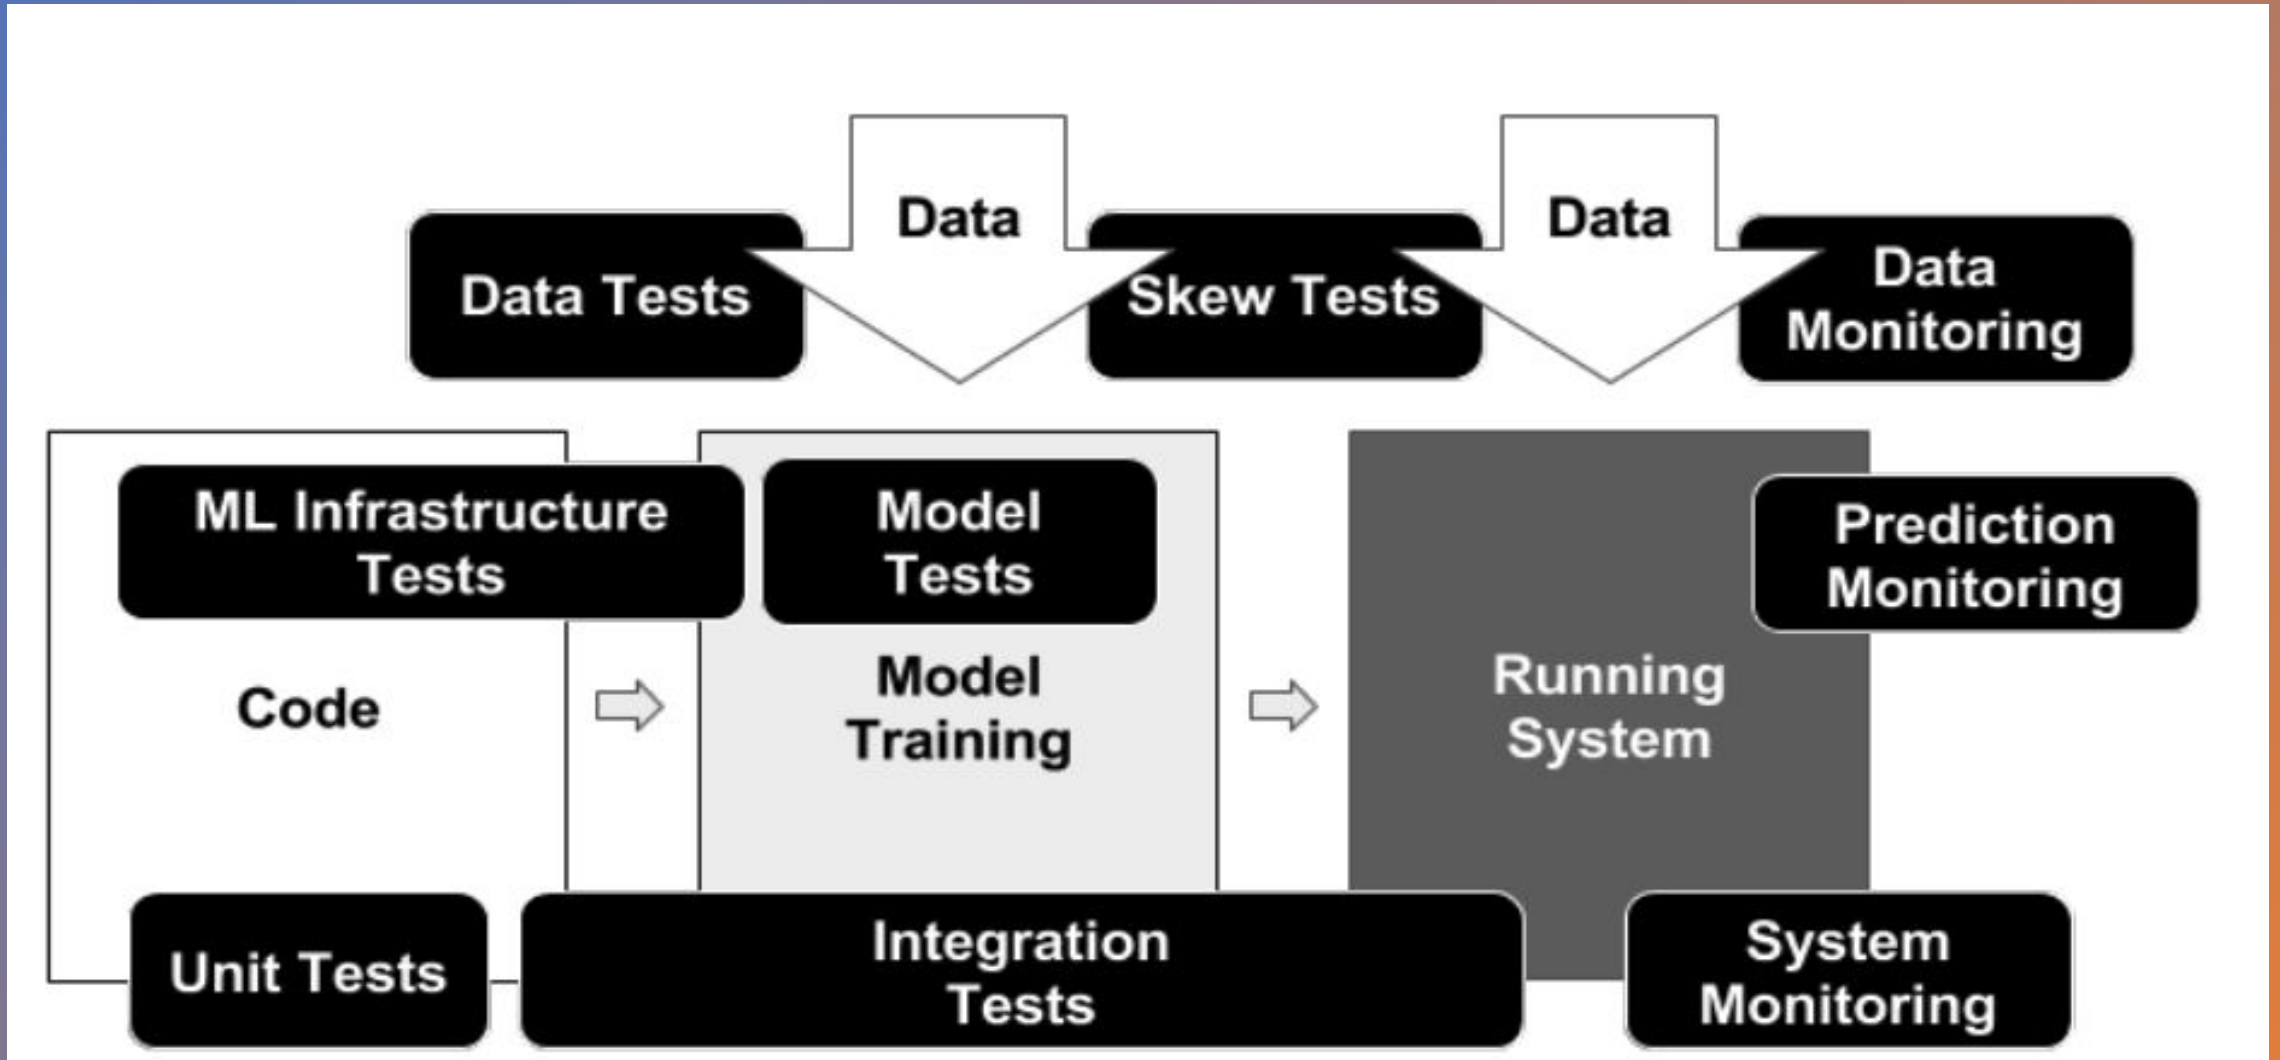 Data
Data
Data Tests
Skew Tests
Data
Monitoring
ML Infrastructure
Tests
Model
Tests
Prediction
Monitoring
Code
Model
Training
Running
System
Unit Tests
Integration
Tests
System
Monitoring